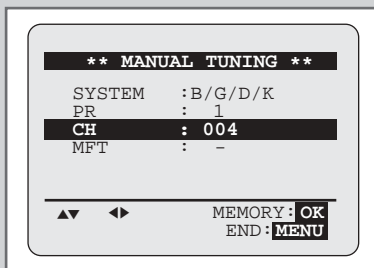 ** MANUAL TUNING **
SYSTEM :B/G/D/K
PR : 1
CH : 004
MFT : –
▲▼ ◀▶ MEMORY: OK
END: MENU